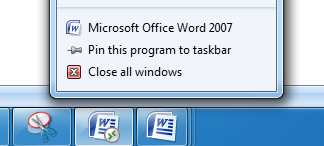 Microsoft Office Word 2007
Pin this program to taskbar
Close all windows